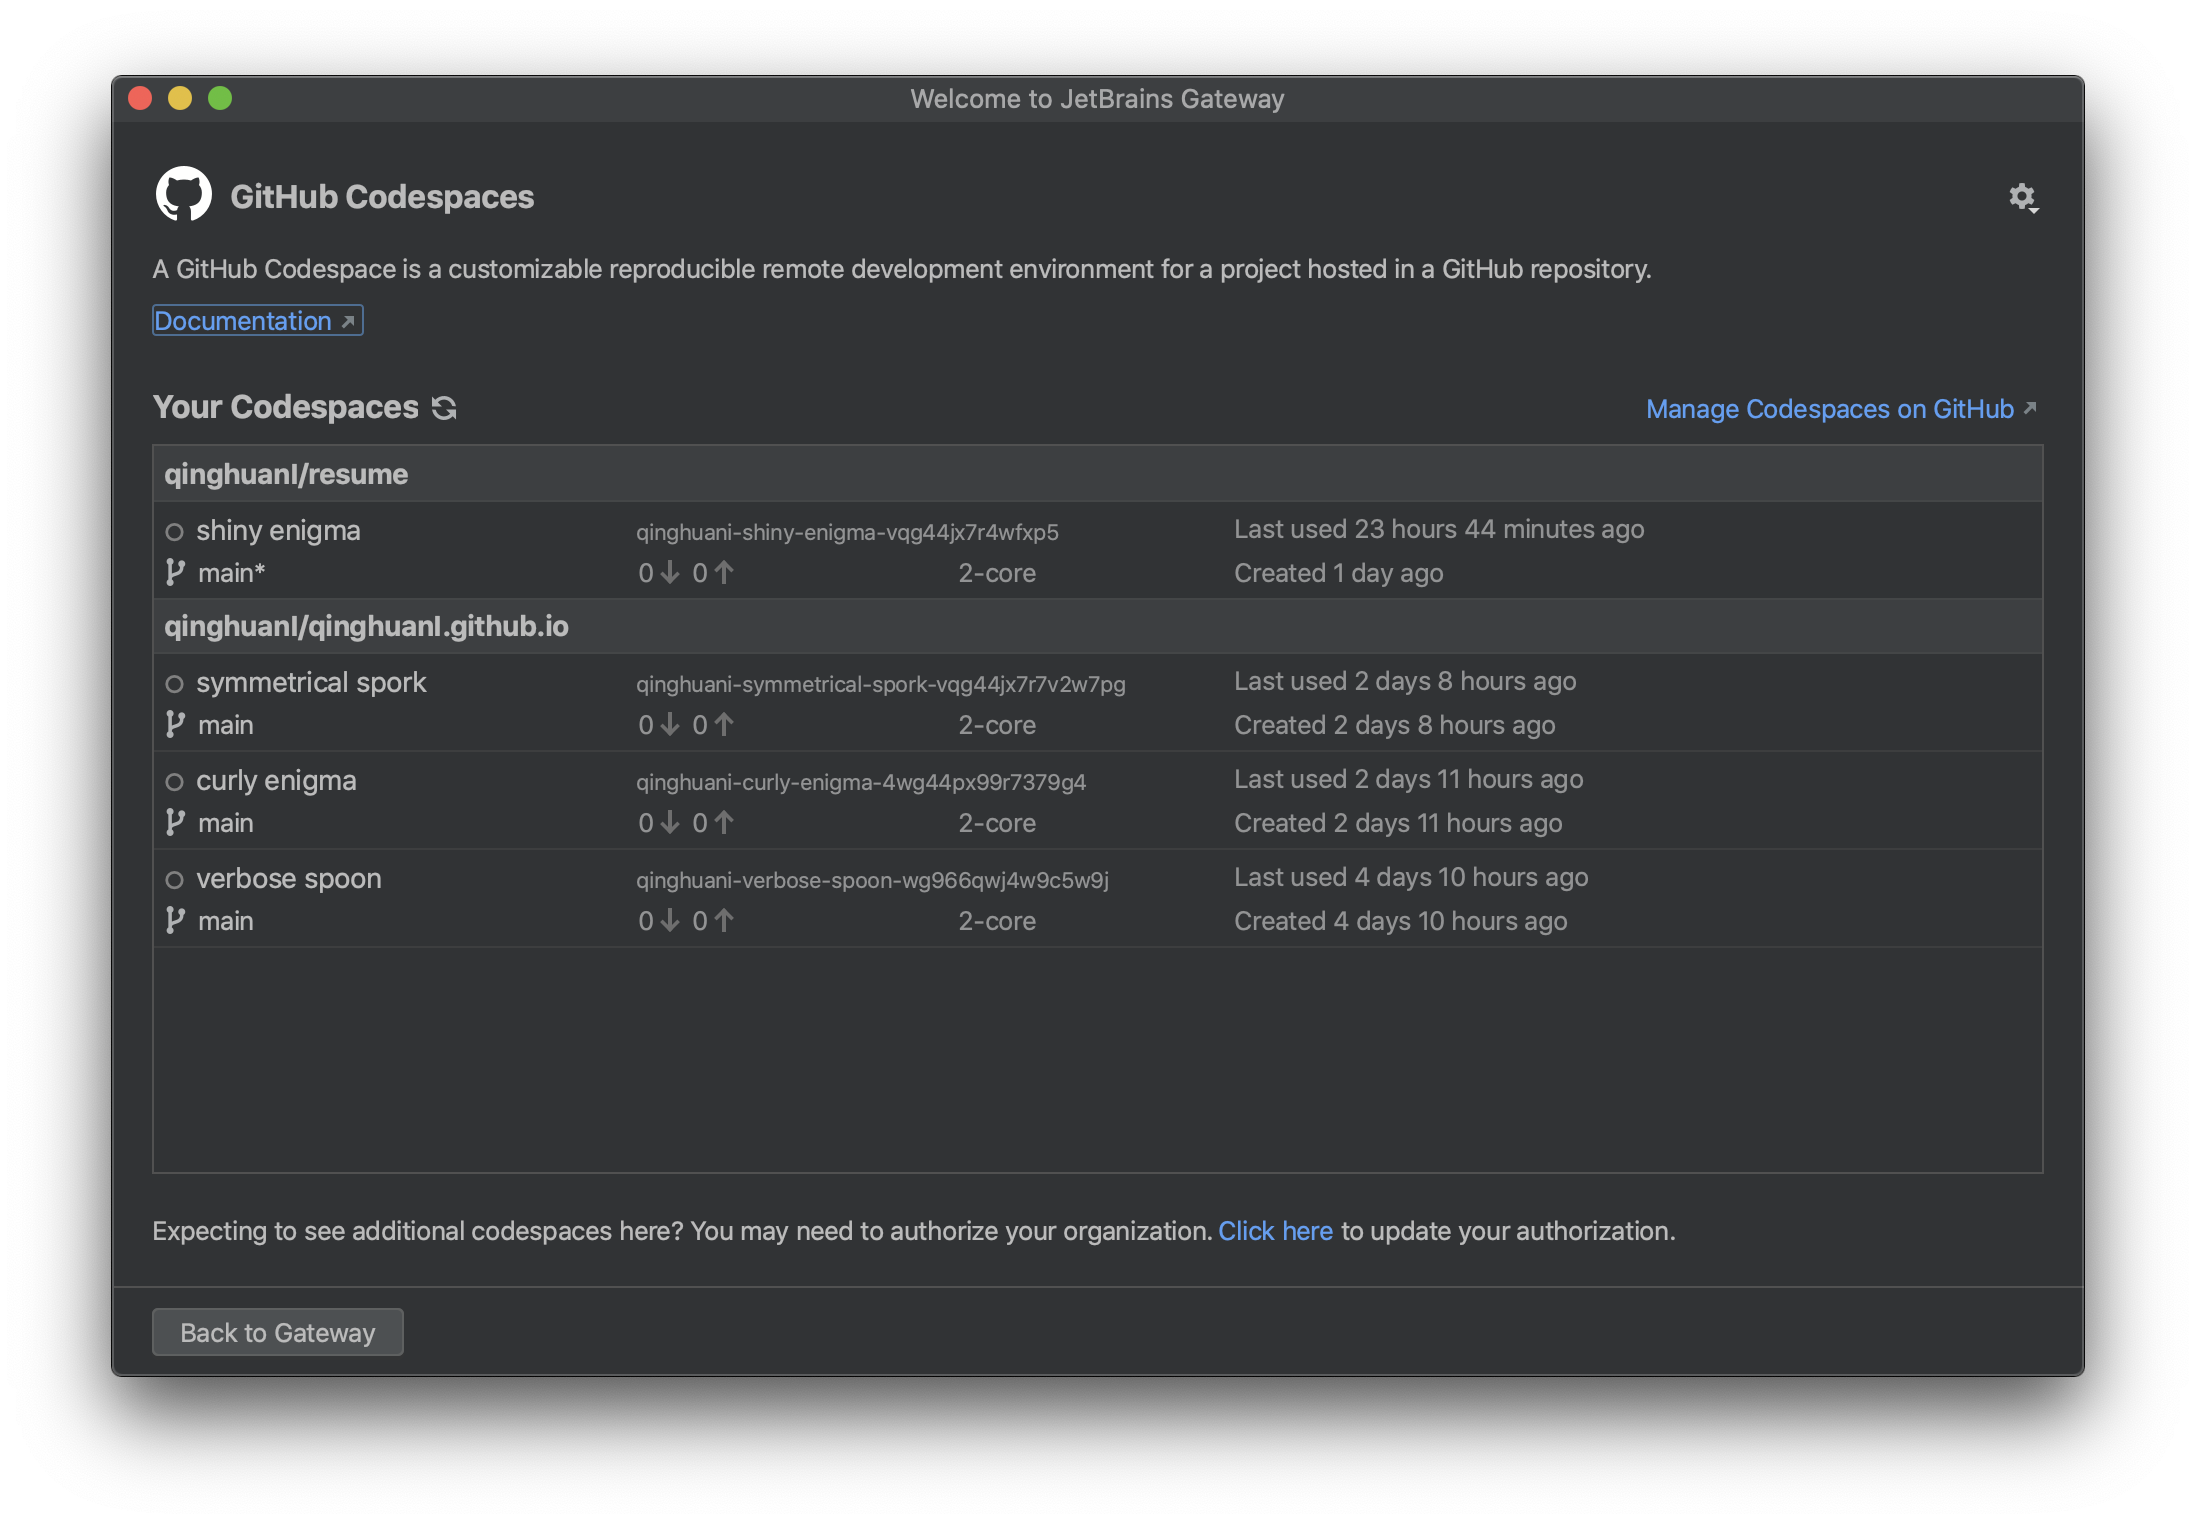 Welcome to JetBrains Gateway
GitHub Codespaces
A GitHub Codespace is a customizable reproducible remote development environment for a project hosted in a GitHub repository.
Documentation
Your Codespaces
Manage Codespaces on GitHub
qinghuanI/resume
shiny enigma qinghuani-shiny-enigma-vqg44jx7r4wfxp5 Last used 23 hours 44 minutes ago
main* 0↓ 0↑ 2-core Created 1 day ago
qinghuanI/qinghuanI.github.io
symmetrical spork qinghuani-symmetrical-spork-vqg44jx7r7v2w7pg Last used 2 days 8 hours ago
main 0↓ 0↑ 2-core Created 2 days 8 hours ago
curly enigma qinghuani-curly-enigma-4wg44px99r7379g4 Last used 2 days 11 hours ago
main 0↓ 0↑ 2-core Created 2 days 11 hours ago
verbose spoon qinghuani-verbose-spoon-wg966qwj4w9c5w9j Last used 4 days 10 hours ago
main 0↓ 0↑ 2-core Created 4 days 10 hours ago
Expecting to see additional codespaces here? You may need to authorize your organization. Click here to update your authorization.
Back to Gateway